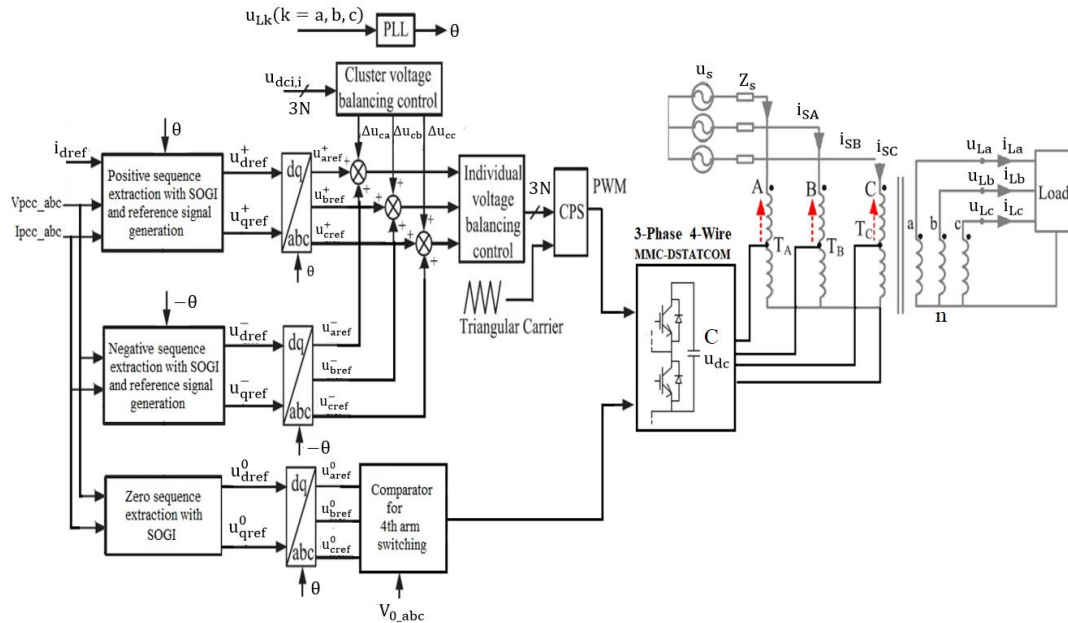 u_Lk(k = a, b, c)
PLL
θ
u_dci,i
3N
Cluster voltage
balancing control
Δu_ca
Δu_cb
Δu_cc
θ
i_dref
Vpcc_abc
Ipcc_abc
Positive sequence
extraction with SOGI
and reference signal
generation
u⁺_dref
u⁺_qref
dq
abc
θ
u⁺_aref
u⁺_bref
u⁺_cref
+
+
+
+
+
+
+
+
+
Individual
voltage
balancing
control
3N
CPS
PWM
Triangular Carrier
−θ
Negative sequence
extraction with SOGI
and reference signal
generation
u⁻_dref
u⁻_qref
dq
abc
−θ
u⁻_aref
u⁻_bref
u⁻_cref
Zero sequence
extraction with
SOGI
u⁰_dref
u⁰_qref
dq
abc
θ
u⁰_aref
u⁰_bref
u⁰_cref
Comparator
for
4th arm
switching
V_0_abc
3-Phase 4-Wire
MMC-DSTATCOM
C
u_dc
u_s
Z_s
i_SA
i_SB
i_SC
A
B
C
T_A
T_B
T_C
a
b
c
n
u_La
u_Lb
u_Lc
i_La
i_Lb
i_Lc
Load